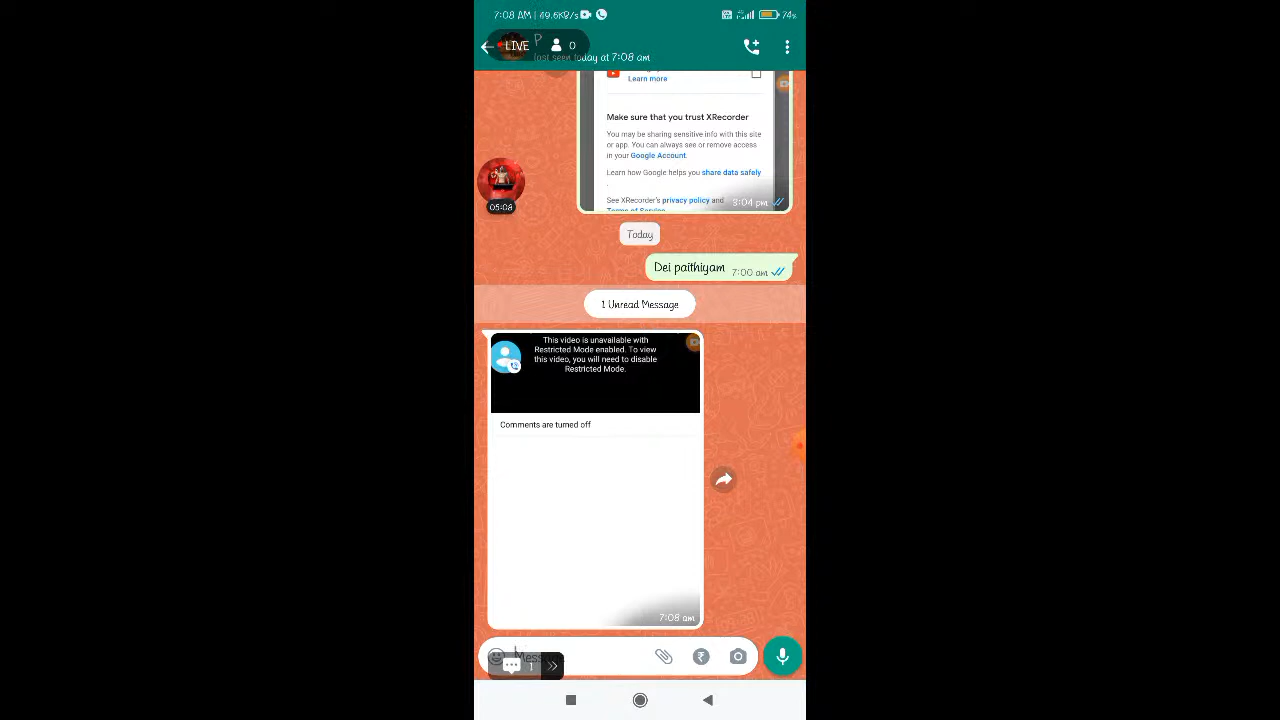 7:08 AM | 49.6KB/s
74%
LIVE
0
P
last seen today at 7:08 am
Learn more
Make sure that you trust XRecorder
You may be sharing sensitive info with this site
or app. You can always see or remove access
in your Google Account.
Learn how Google helps you share data safely
.
See XRecorder's privacy policy and
Terms of Service
3:04 pm
05:08
Today
Dei paithiyam
7:00 am
1 Unread Message
This video is unavailable with
Restricted Mode enabled. To view
this video, you will need to disable
Restricted Mode.
Comments are turned off
7:08 am
Message
1